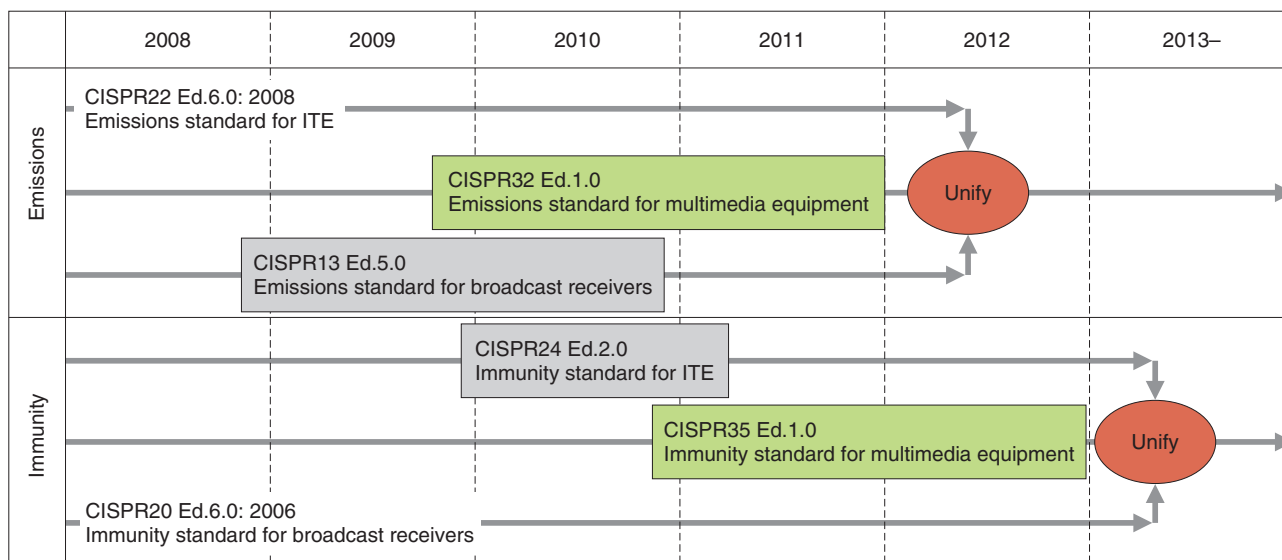 2008 2009 2010 2011 2012 2013–
Emissions
CISPR22 Ed.6.0: 2008
Emissions standard for ITE
CISPR32 Ed.1.0
Emissions standard for multimedia equipment
Unify
CISPR13 Ed.5.0
Emissions standard for broadcast receivers
Immunity
CISPR24 Ed.2.0
Immunity standard for ITE
CISPR35 Ed.1.0
Immunity standard for multimedia equipment
Unify
CISPR20 Ed.6.0: 2006
Immunity standard for broadcast receivers